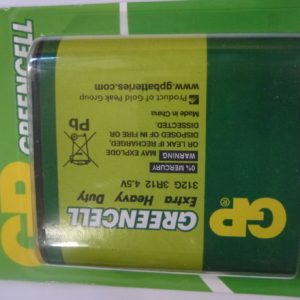 GP
GREENCELL
GP®
GREENCELL
Extra Heavy Duty
312G 3R12 4.5V
0% MERCURY
WARNING
MAY EXPLODE
OR LEAK IF RECHARGED,
DISPOSED OF IN FIRE OR
DISSECTED.
Pb
Made in China
Product of Gold Peak Group
www.gpbatteries.com